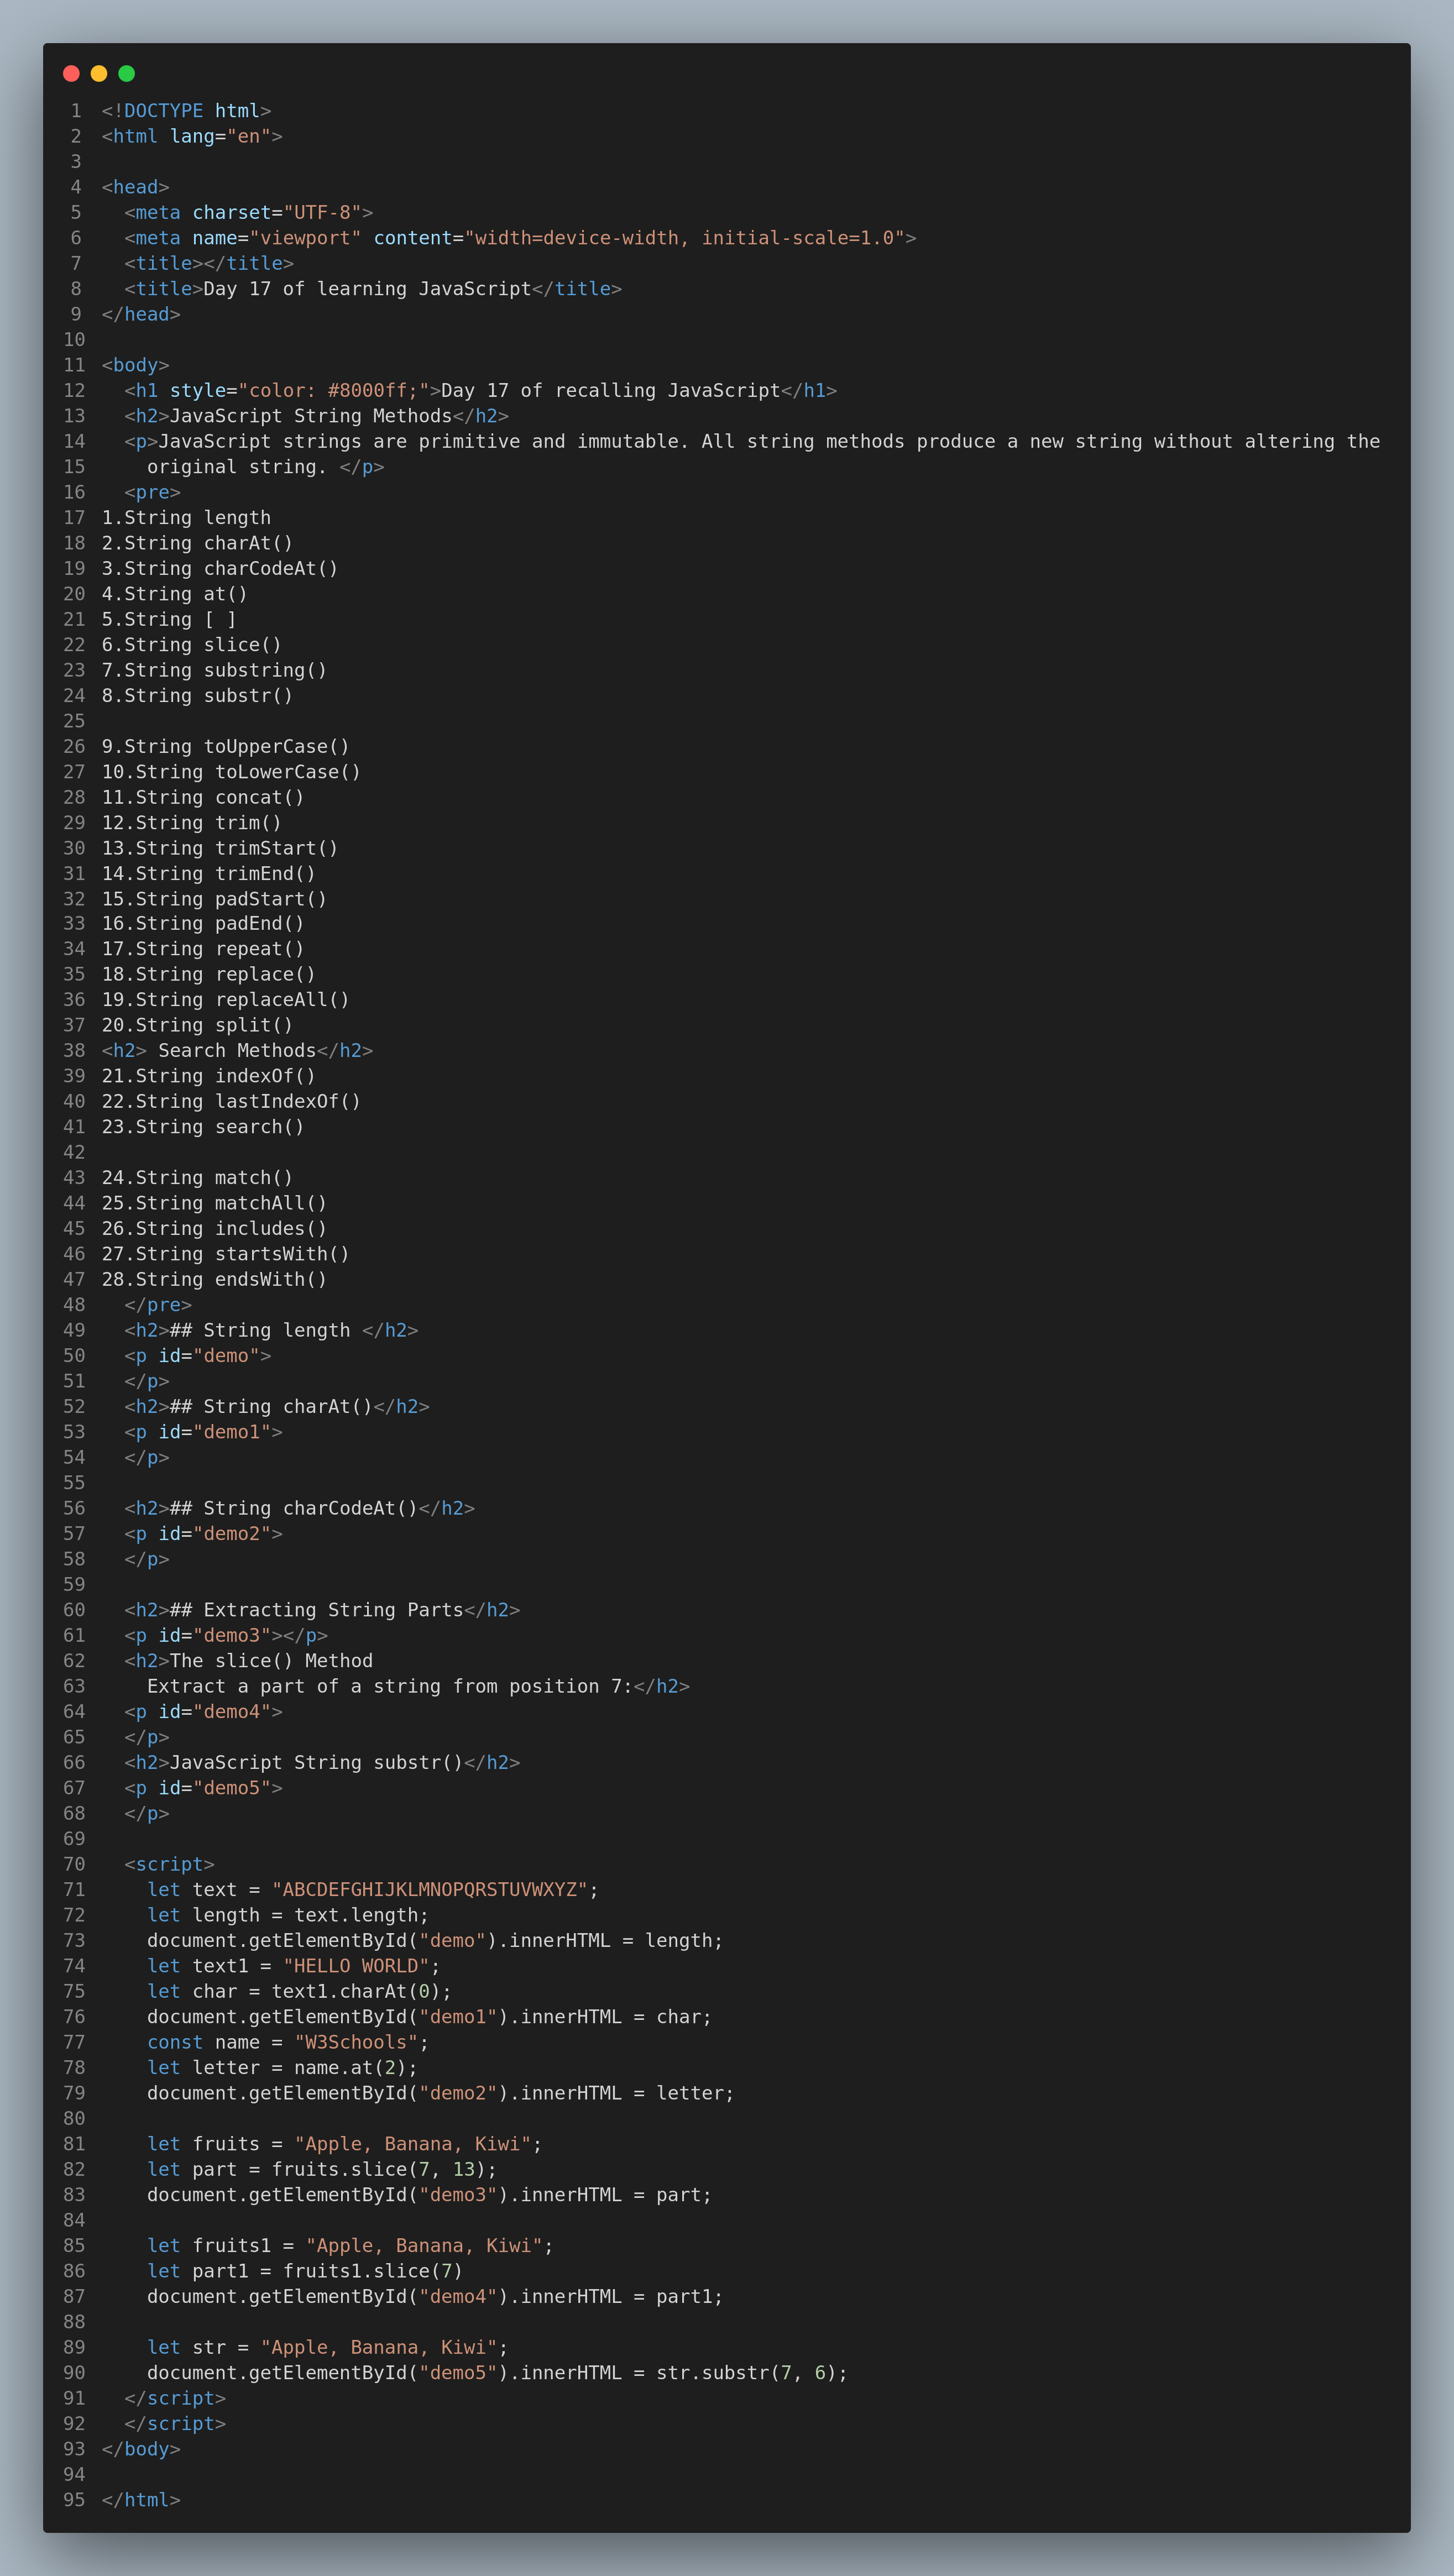 1 <!DOCTYPE html>
2 <html lang="en">
3
4 <head>
5   <meta charset="UTF-8">
6   <meta name="viewport" content="width=device-width, initial-scale=1.0">
7   <title></title>
8   <title>Day 17 of learning JavaScript</title>
9 </head>
10
11 <body>
12   <h1 style="color: #8000ff;">Day 17 of recalling JavaScript</h1>
13   <h2>JavaScript String Methods</h2>
14   <p>JavaScript strings are primitive and immutable. All string methods produce a new string without altering the
15     original string. </p>
16   <pre>
17 1.String length
18 2.String charAt()
19 3.String charCodeAt()
20 4.String at()
21 5.String [ ]
22 6.String slice()
23 7.String substring()
24 8.String substr()
25
26 9.String toUpperCase()
27 10.String toLowerCase()
28 11.String concat()
29 12.String trim()
30 13.String trimStart()
31 14.String trimEnd()
32 15.String padStart()
33 16.String padEnd()
34 17.String repeat()
35 18.String replace()
36 19.String replaceAll()
37 20.String split()
38 <h2> Search Methods</h2>
39 21.String indexOf()
40 22.String lastIndexOf()
41 23.String search()
42
43 24.String match()
44 25.String matchAll()
45 26.String includes()
46 27.String startsWith()
47 28.String endsWith()
48   </pre>
49   <h2>## String length </h2>
50   <p id="demo">
51   </p>
52   <h2>## String charAt()</h2>
53   <p id="demo1">
54   </p>
55
56   <h2>## String charCodeAt()</h2>
57   <p id="demo2">
58   </p>
59
60   <h2>## Extracting String Parts</h2>
61   <p id="demo3"></p>
62   <h2>The slice() Method
63     Extract a part of a string from position 7:</h2>
64   <p id="demo4">
65   </p>
66   <h2>JavaScript String substr()</h2>
67   <p id="demo5">
68   </p>
69
70   <script>
71     let text = "ABCDEFGHIJKLMNOPQRSTUVWXYZ";
72     let length = text.length;
73     document.getElementById("demo").innerHTML = length;
74     let text1 = "HELLO WORLD";
75     let char = text1.charAt(0);
76     document.getElementById("demo1").innerHTML = char;
77     const name = "W3Schools";
78     let letter = name.at(2);
79     document.getElementById("demo2").innerHTML = letter;
80
81     let fruits = "Apple, Banana, Kiwi";
82     let part = fruits.slice(7, 13);
83     document.getElementById("demo3").innerHTML = part;
84
85     let fruits1 = "Apple, Banana, Kiwi";
86     let part1 = fruits1.slice(7)
87     document.getElementById("demo4").innerHTML = part1;
88
89     let str = "Apple, Banana, Kiwi";
90     document.getElementById("demo5").innerHTML = str.substr(7, 6);
91   </script>
92   </script>
93 </body>
94
95 </html>